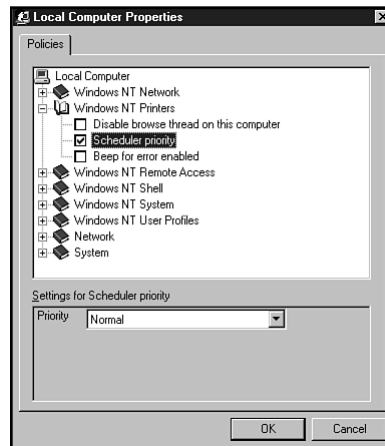 Local Computer Properties
Policies
Local Computer
Windows NT Network
Windows NT Printers
Disable browse thread on this computer
Scheduler priority
Beep for error enabled
Windows NT Remote Access
Windows NT Shell
Windows NT System
Windows NT User Profiles
Network
System
Settings for Scheduler priority
Priority Normal
OK Cancel